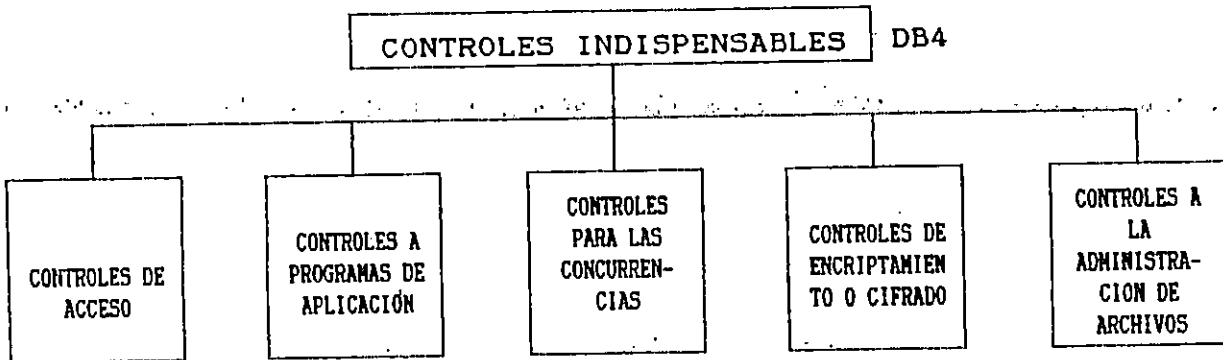 CONTROLES INDISPENSABLES DB4
CONTROLES DE
ACCESO
CONTROLES A
PROGRAMAS DE
APLICACIÓN
CONTROLES
PARA LAS
CONCURREN-
CIAS
CONTROLES DE
ENCRIPTAMIEN
TO O CIFRADO
CONTROLES A
LA
ADMINISTRA-
CION DE
ARCHIVOS